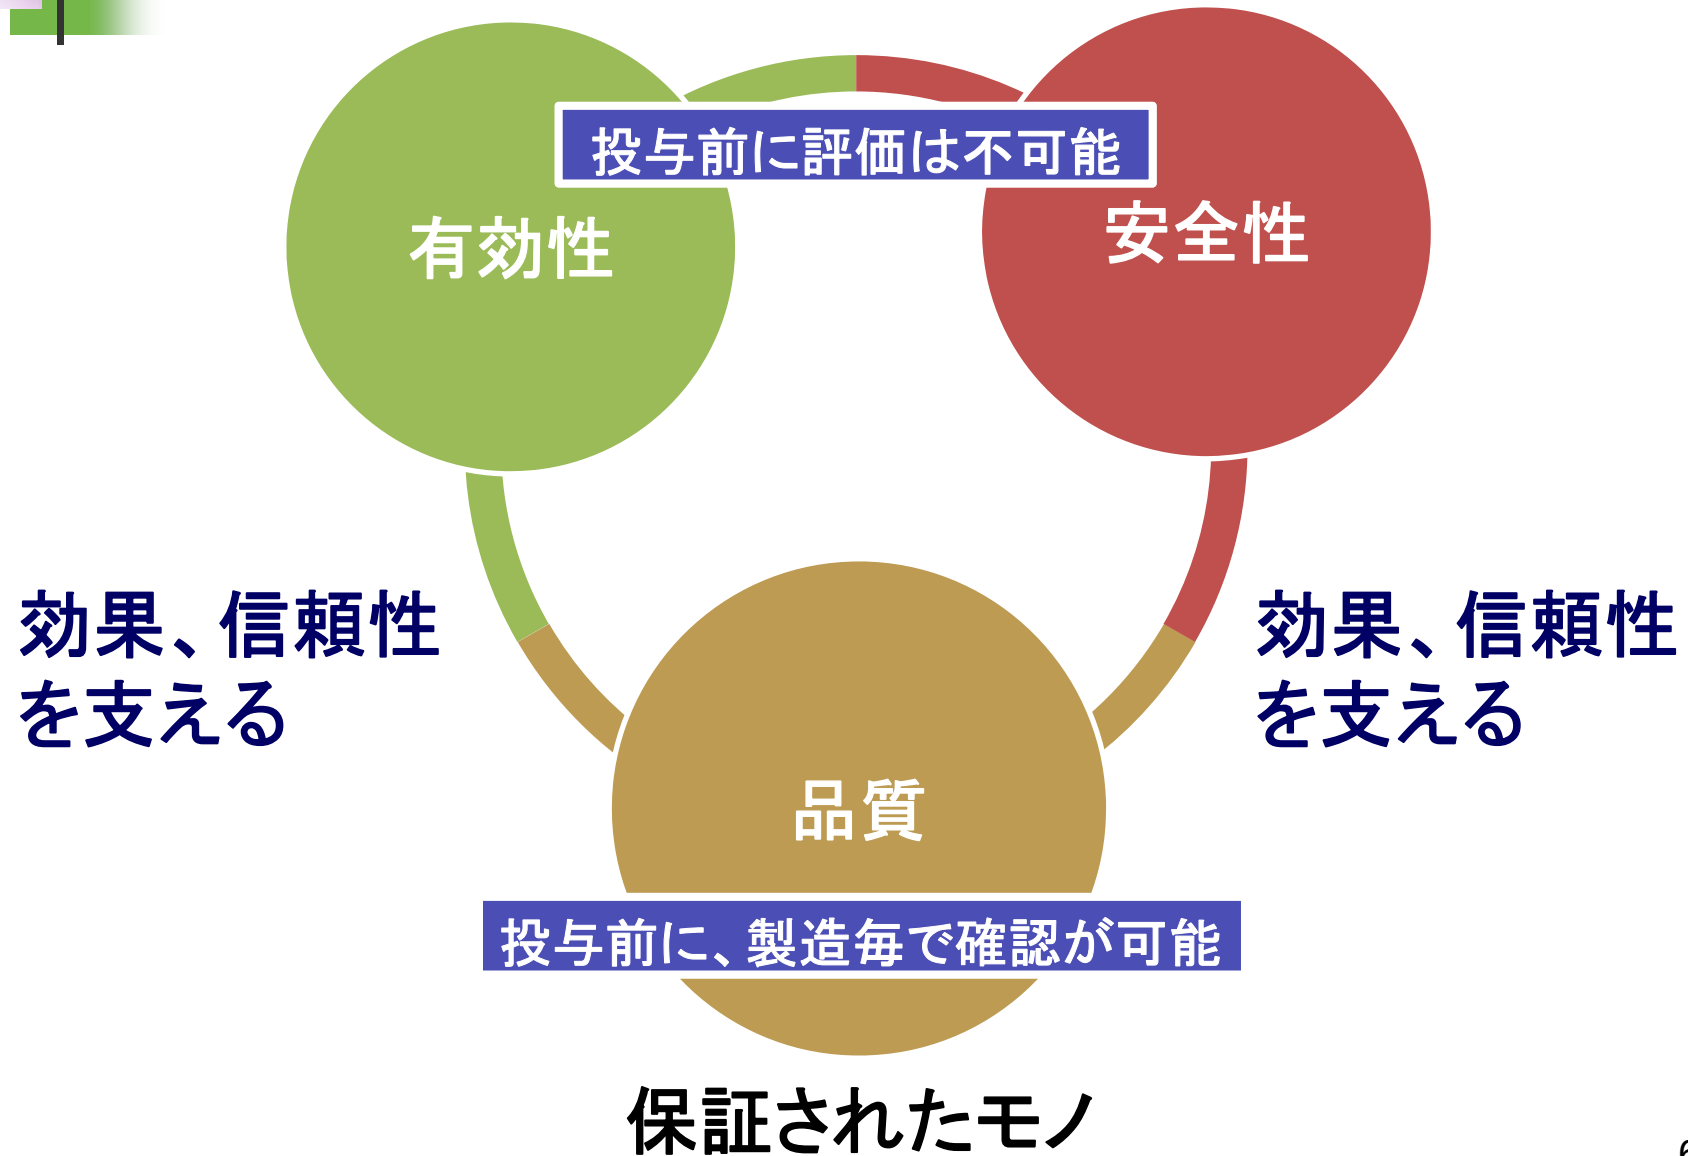 投与前に評価は不可能
有効性
安全性
効果、信頼性
を支える
効果、信頼性
を支える
品質
投与前に、製造毎で確認が可能
保証されたモノ